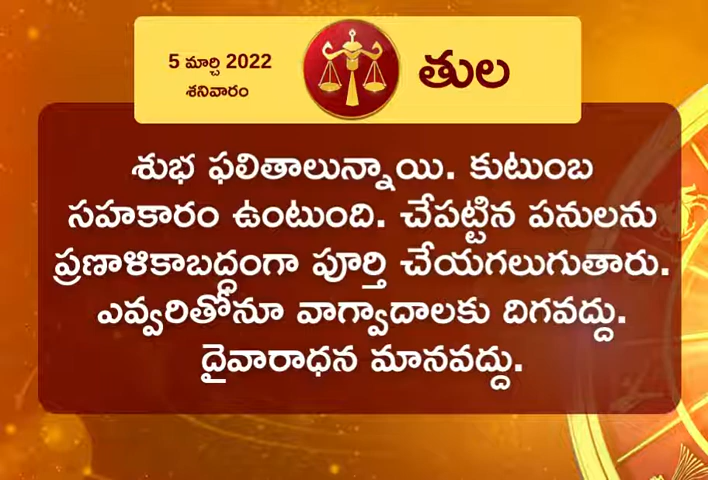 5 మార్చి 2022
శనివారం
తుల
శుభ ఫలితాలున్నాయి. కుటుంబ
సహకారం ఉంటుంది. చేపట్టిన పనులను
ప్రణాళికాబద్ధంగా పూర్తి చేయగలుగుతారు.
ఎవ్వరితోనూ వాగ్వాదాలకు దిగవద్దు.
దైవారాధన మానవద్దు.